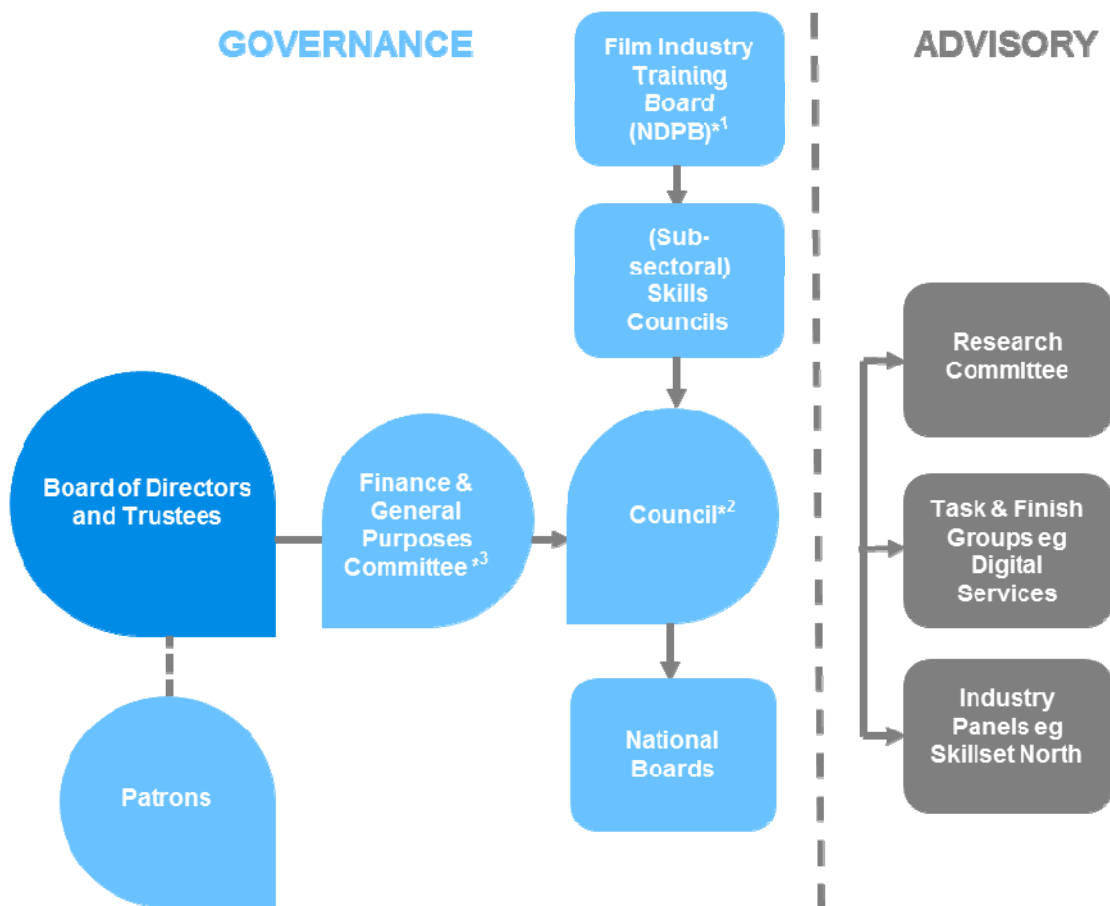 GOVERNANCE
ADVISORY
Film Industry
Training
Board
(NDPB)*1
(Sub-
sectoral)
Skills
Councils
Board of Directors
and Trustees
Finance &
General
Purposes
Committee *3
Council*2
National
Boards
Patrons
Research
Committee
Task & Finish
Groups eg
Digital
Services
Industry
Panels eg
Skillset North